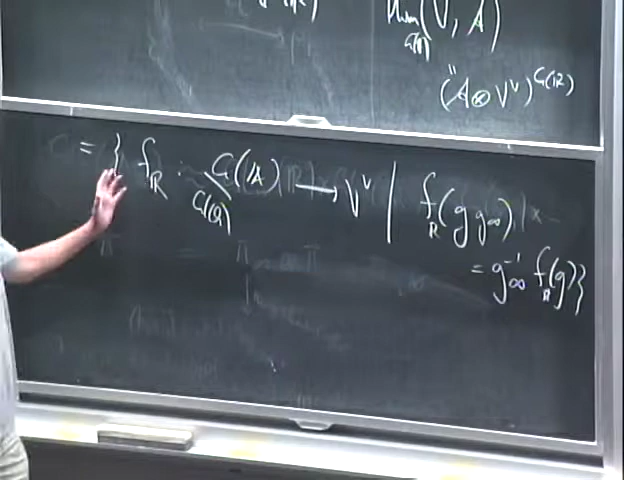 Hom (V, A)
G(ℝ)
(A ⊗ V^∨)^{G(ℝ)}
= { f_ℝ : G(𝔸) ⟶ V^∨ | f_ℝ(g g_∞)
G(ℚ) \
= g_∞^{-1} f_ℝ(g) }